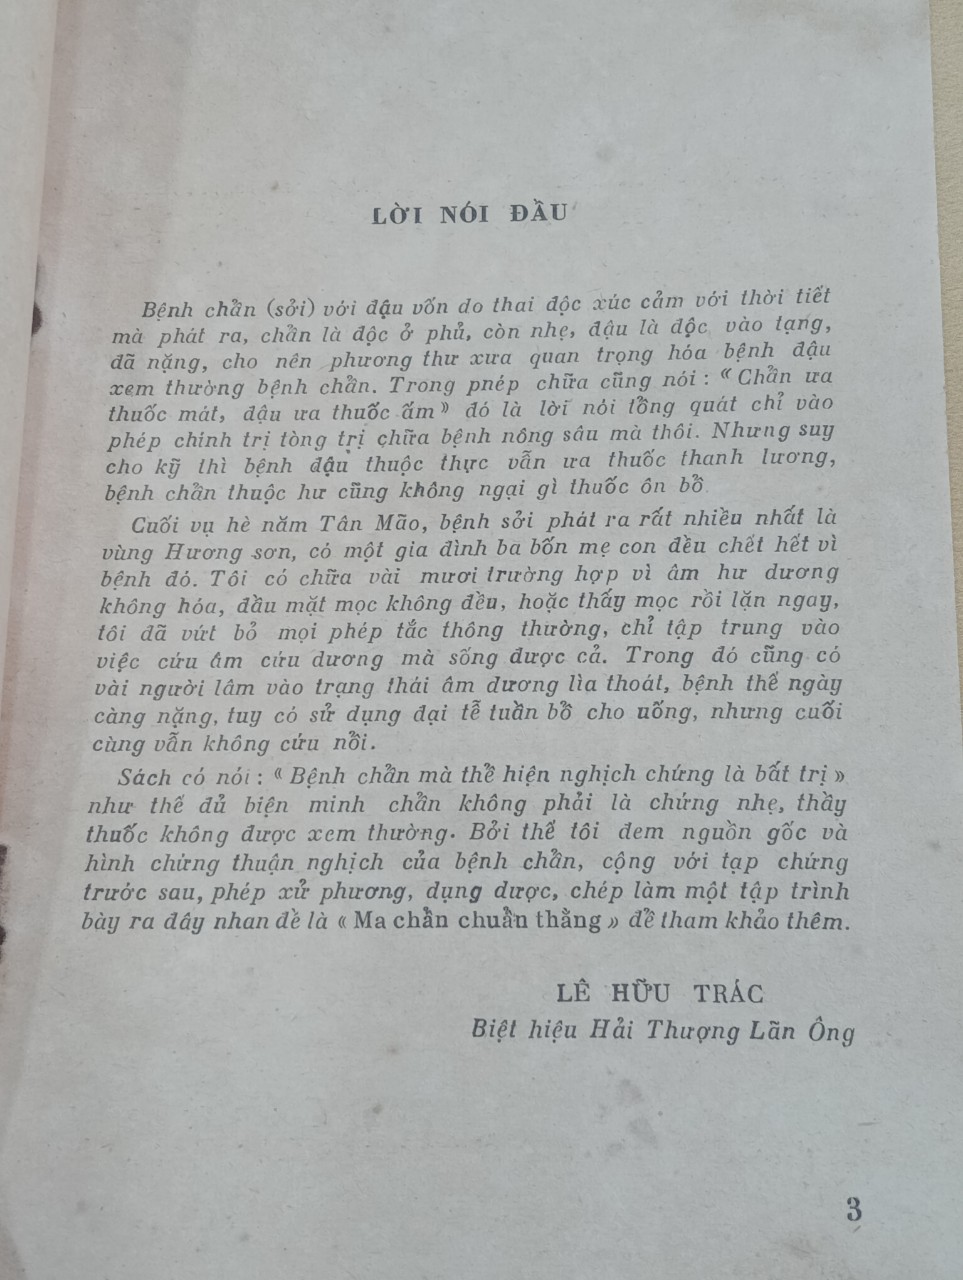 LỜI NÓI ĐẦU
Bệnh chẩn (sởi) với đậu vốn do thai độc xúc cảm với thời tiết
mà phát ra, chẩn là độc ở phủ, còn nhẹ, đậu là độc vào tạng,
đã nặng, cho nên phương thư xưa quan trọng hóa bệnh đậu
xem thường bệnh chẩn. Trong pnép chữa cũng nói : « Chẩn ưa
thuốc mát, đậu ưa thuốc ấm » đó là lời nói tổng quát chỉ vào
phép chính trị tòng trị chữa bệnh nông sâu mà thôi. Nhưng suy
cho kỹ thì bệnh đậu thuộc thực vẫn ưa thuốc thanh lương,
bệnh chẩn thuộc hư cũng không ngại gì thuốc ôn bổ
Cuối vụ hè năm Tân Mão, bệnh sởi phát ra rất nhiều nhất là
vùng Hương sơn, có một gia đình ba bốn mẹ con đều chết hết vì
bệnh đó. Tôi có chữa vài mươi trường hợp vì âm hư dương
không hóa, đầu mặt mọc không đều, hoặc thấy mọc rồi lặn ngay,
tôi đã vứt bỏ mọi phép tắc thông thường, chỉ tập trung vào
việc cứu âm cứu dương mà sống được cả. Trong đó cũng có
vài người lâm vào trạng thái âm dương lìa thoát, bệnh thế ngày
càng nặng, tuy có sử dụng đại tễ tuấn bổ cho uống, nhưng cuối
cùng vẫn không cứu nổi.
Sách có nói : « Bệnh chẩn mà thể hiện nghịch chứng là bất trị »
như thế đủ biện minh chẩn không phải là chứng nhẹ, thầy
thuốc không được xem thường. Bởi thế tôi đem nguồn gốc và
hình chứng thuận nghịch của bệnh chẩn, cộng với tạp chứng
trước sau, phép xử phương, dụng dược, chép làm một tập trình
bày ra đây nhan đề là « Ma chẩn chuẩn thằng » để tham khảo thêm.
LÊ HỮU TRÁC
Biệt hiệu Hải Thượng Lãn Ông
3